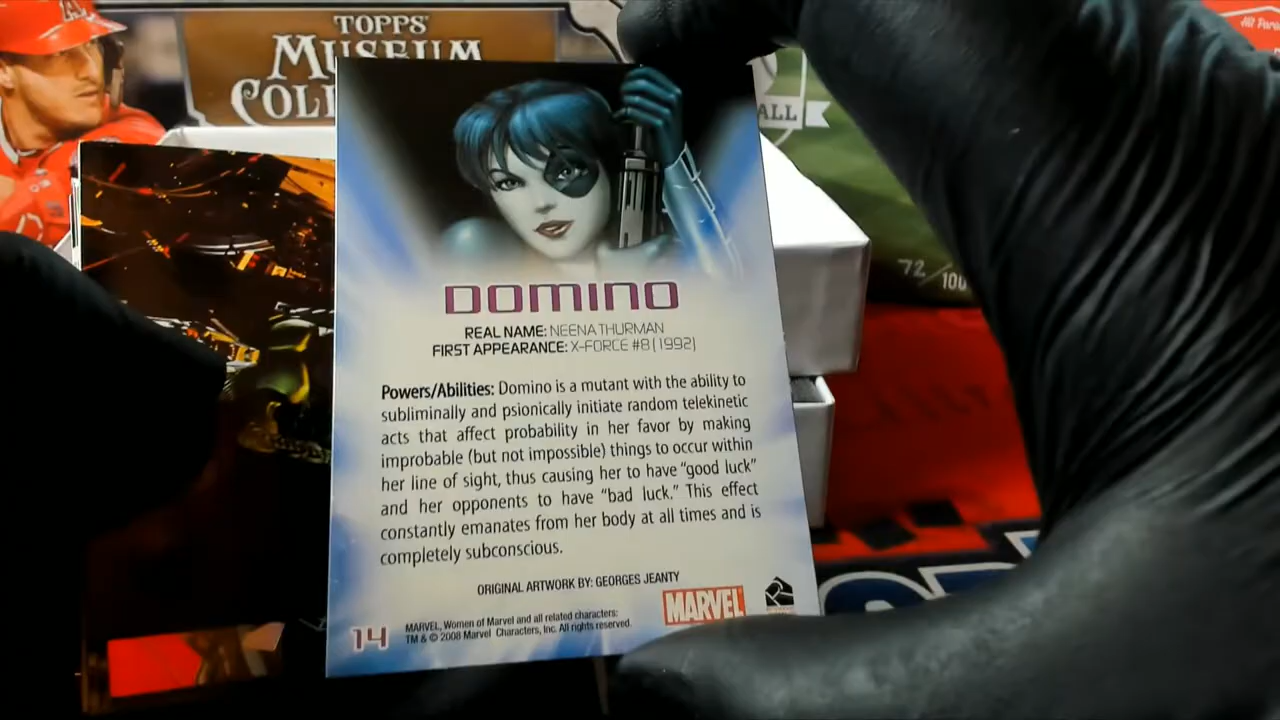 TOPPS
MUSEUM
ALL
72/100
DOMINO
REAL NAME: NEENA THURMAN
FIRST APPEARANCE: X-FORCE #8 (1992)
Powers/Abilities: Domino is a mutant with the ability to
subliminally and psionically initiate random telekinetic
acts that affect probability in her favor by making
improbable (but not impossible) things to occur within
her line of sight, thus causing her to have “good luck”
and her opponents to have “bad luck.” This effect
constantly emanates from her body at all times and is
completely subconscious.
ORIGINAL ARTWORK BY: GEORGES JEANTY
MARVEL
14
MARVEL, Women of Marvel and all related characters:
TM & © 2008 Marvel Characters, Inc. All rights reserved.